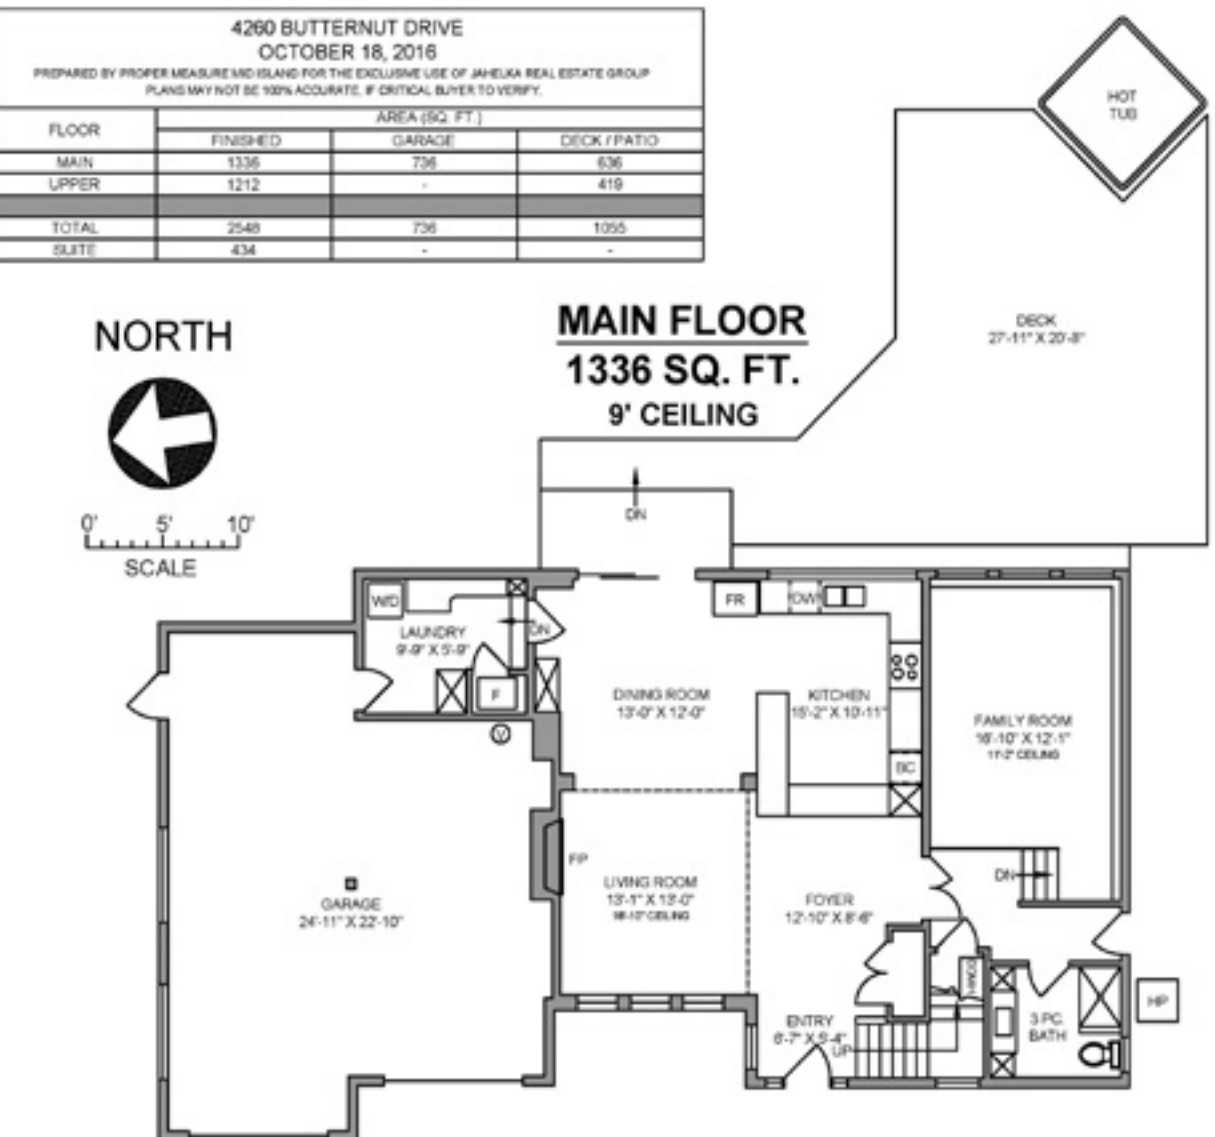 4260 BUTTERNUT DRIVE
OCTOBER 18, 2016
PREPARED BY PROPER MEASURE MID ISLAND FOR THE EXCLUSIVE USE OF JAHELKA REAL ESTATE GROUP
PLANS MAY NOT BE 100% ACCURATE, IF CRITICAL BUYER TO VERIFY.
FLOOR
AREA (SQ. FT.)
FINISHED GARAGE DECK / PATIO
MAIN 1336 736 636
UPPER 1212 - 419
TOTAL 2548 736 1055
SUITE 434 - -
HOT
TUB
NORTH
0' 5' 10'
SCALE
MAIN FLOOR
1336 SQ. FT.
9' CEILING
DECK
27'-11" X 20'-8"
DN
W/D
LAUNDRY
9'-9" X 5'-9"
DN
F
V
FR
DW
DINING ROOM
13'-0" X 12'-0"
KITCHEN
15'-2" X 10'-11"
BC
FAMILY ROOM
16'-10" X 12'-1"
11'-2" CEILING
GARAGE
24'-11" X 22'-10"
FP
LIVING ROOM
13'-1" X 13'-0"
CEILING
FOYER
12'-10" X 8'-6"
DN
ENTRY
6'-7" X 5'-4"
UP
3 PC.
BATH
HP